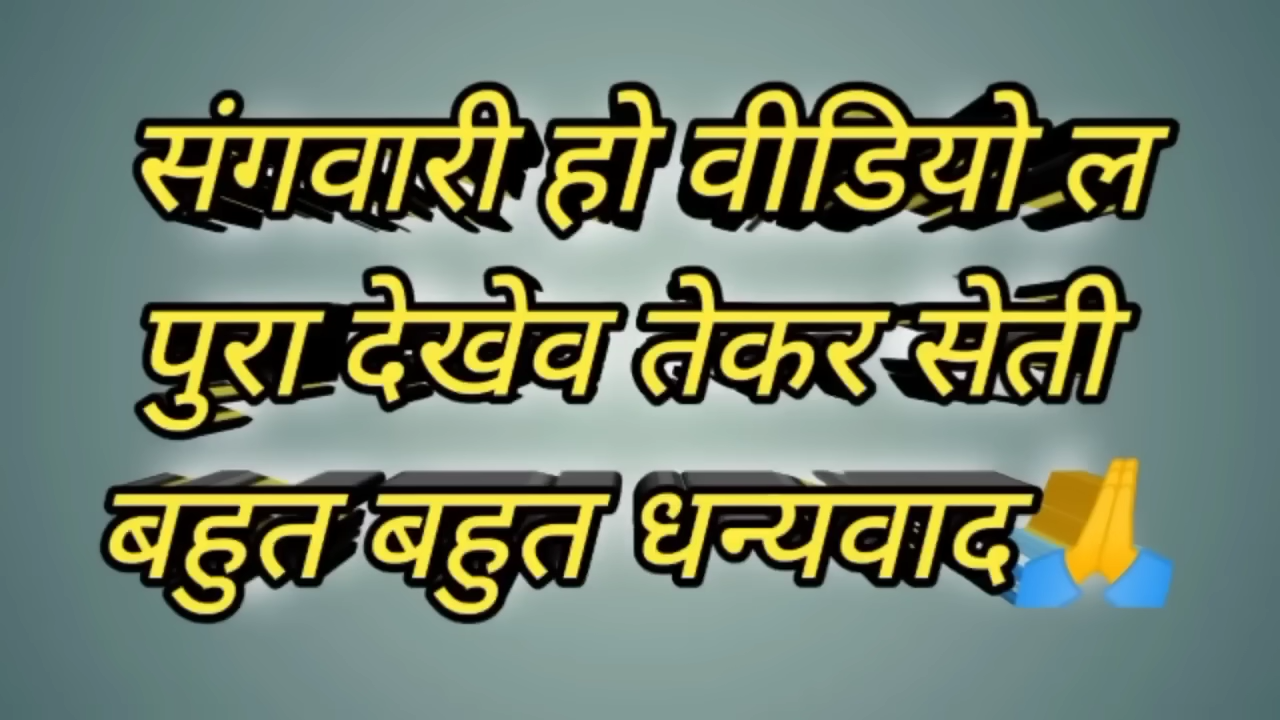 संगवारी हो वीडियो ल
पुरा देखेव तेकर सेती
बहुत बहुत धन्यवाद🙏